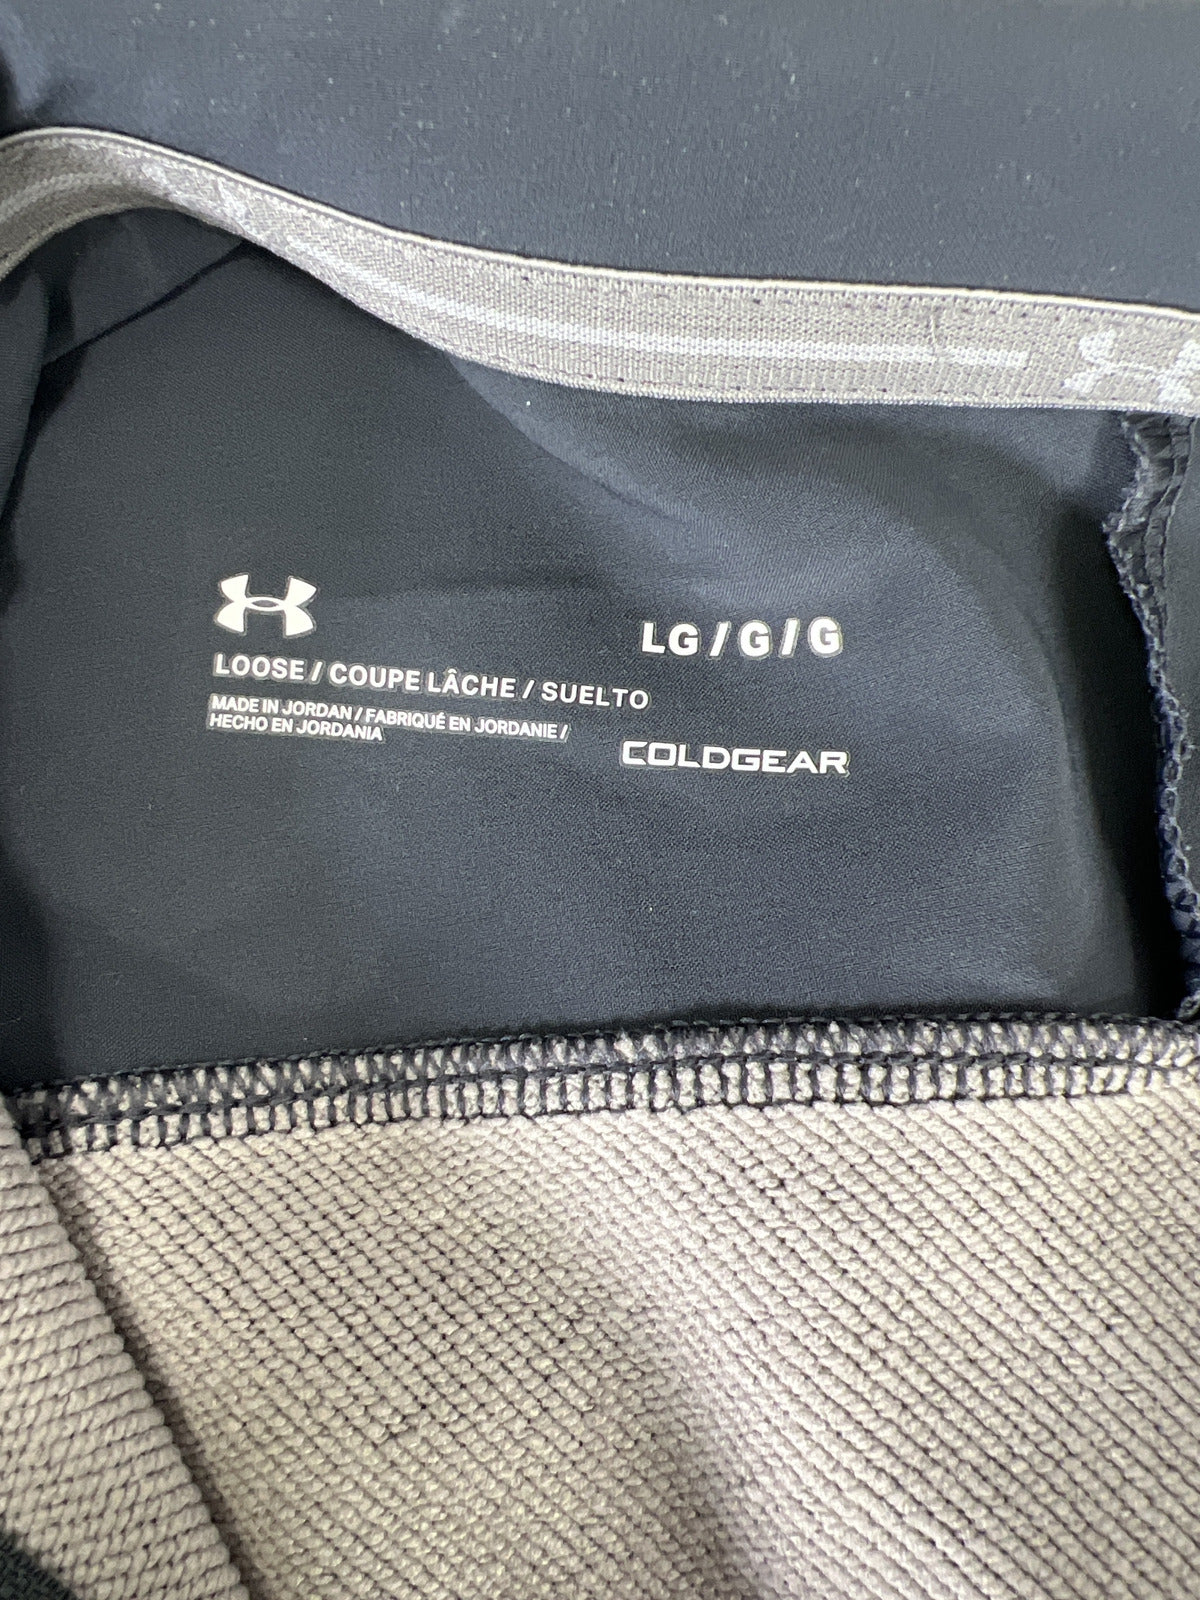 LG / G / G
LOOSE / COUPE LÂCHE / SUELTO
MADE IN JORDAN / FABRIQUÉ EN JORDANIE /
HECHO EN JORDANIA
COLDGEAR